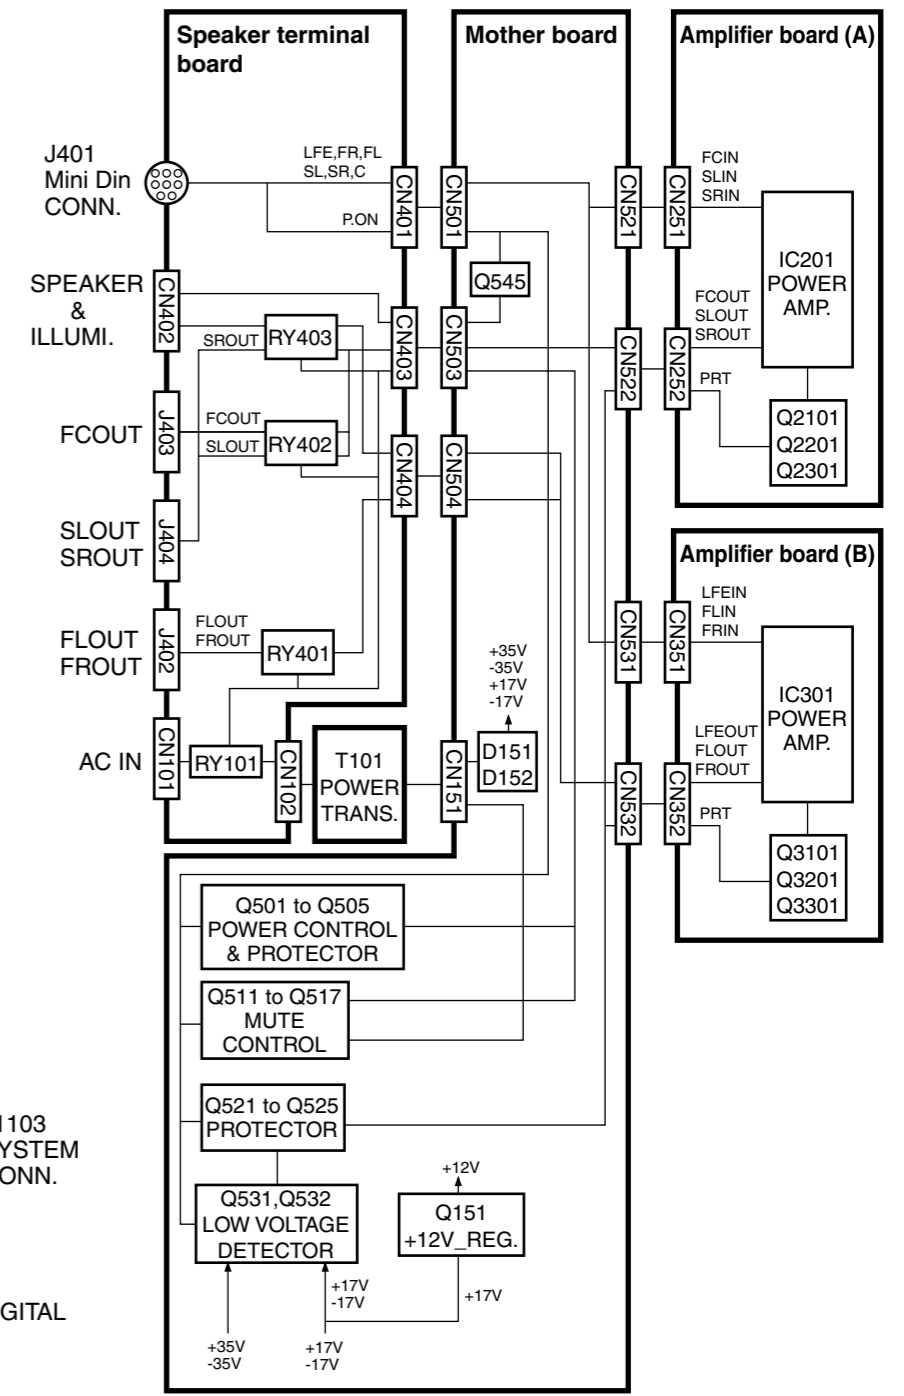 Speaker terminal
board
Mother board
Amplifier board (A)
J401
Mini Din
CONN.
LFE,FR,FL
SL,SR,C
P.ON
CN401
CN501
CN521
CN251
FCIN
SLIN
SRIN
IC201
POWER
AMP.
Q545
SPEAKER
&
ILLUMI.
CN402
SROUT
RY403
CN403
CN503
CN522
CN252
FCOUT
SLOUT
SROUT
PRT
Q2101
Q2201
Q2301
FCOUT
J403
FCOUT
SLOUT
RY402
CN404
CN504
SLOUT
SROUT
J404
Amplifier board (B)
FLOUT
FROUT
J402
FLOUT
FROUT
RY401
+35V
-35V
+17V
-17V
CN531
CN351
LFEIN
FLIN
FRIN
IC301
POWER
AMP.
AC IN
CN101
RY101
CN102
T101
POWER
TRANS.
CN151
D151
D152
CN532
CN352
LFEOUT
FLOUT
FROUT
PRT
Q3101
Q3201
Q3301
Q501 to Q505
POWER CONTROL
& PROTECTOR
Q511 to Q517
MUTE
CONTROL
Q521 to Q525
PROTECTOR
1103
YSTEM
ONN.
Q531,Q532
LOW VOLTAGE
DETECTOR
+12V
Q151
+12V_REG.
+17V
-17V
+17V
GITAL
+35V
-35V
+17V
-17V